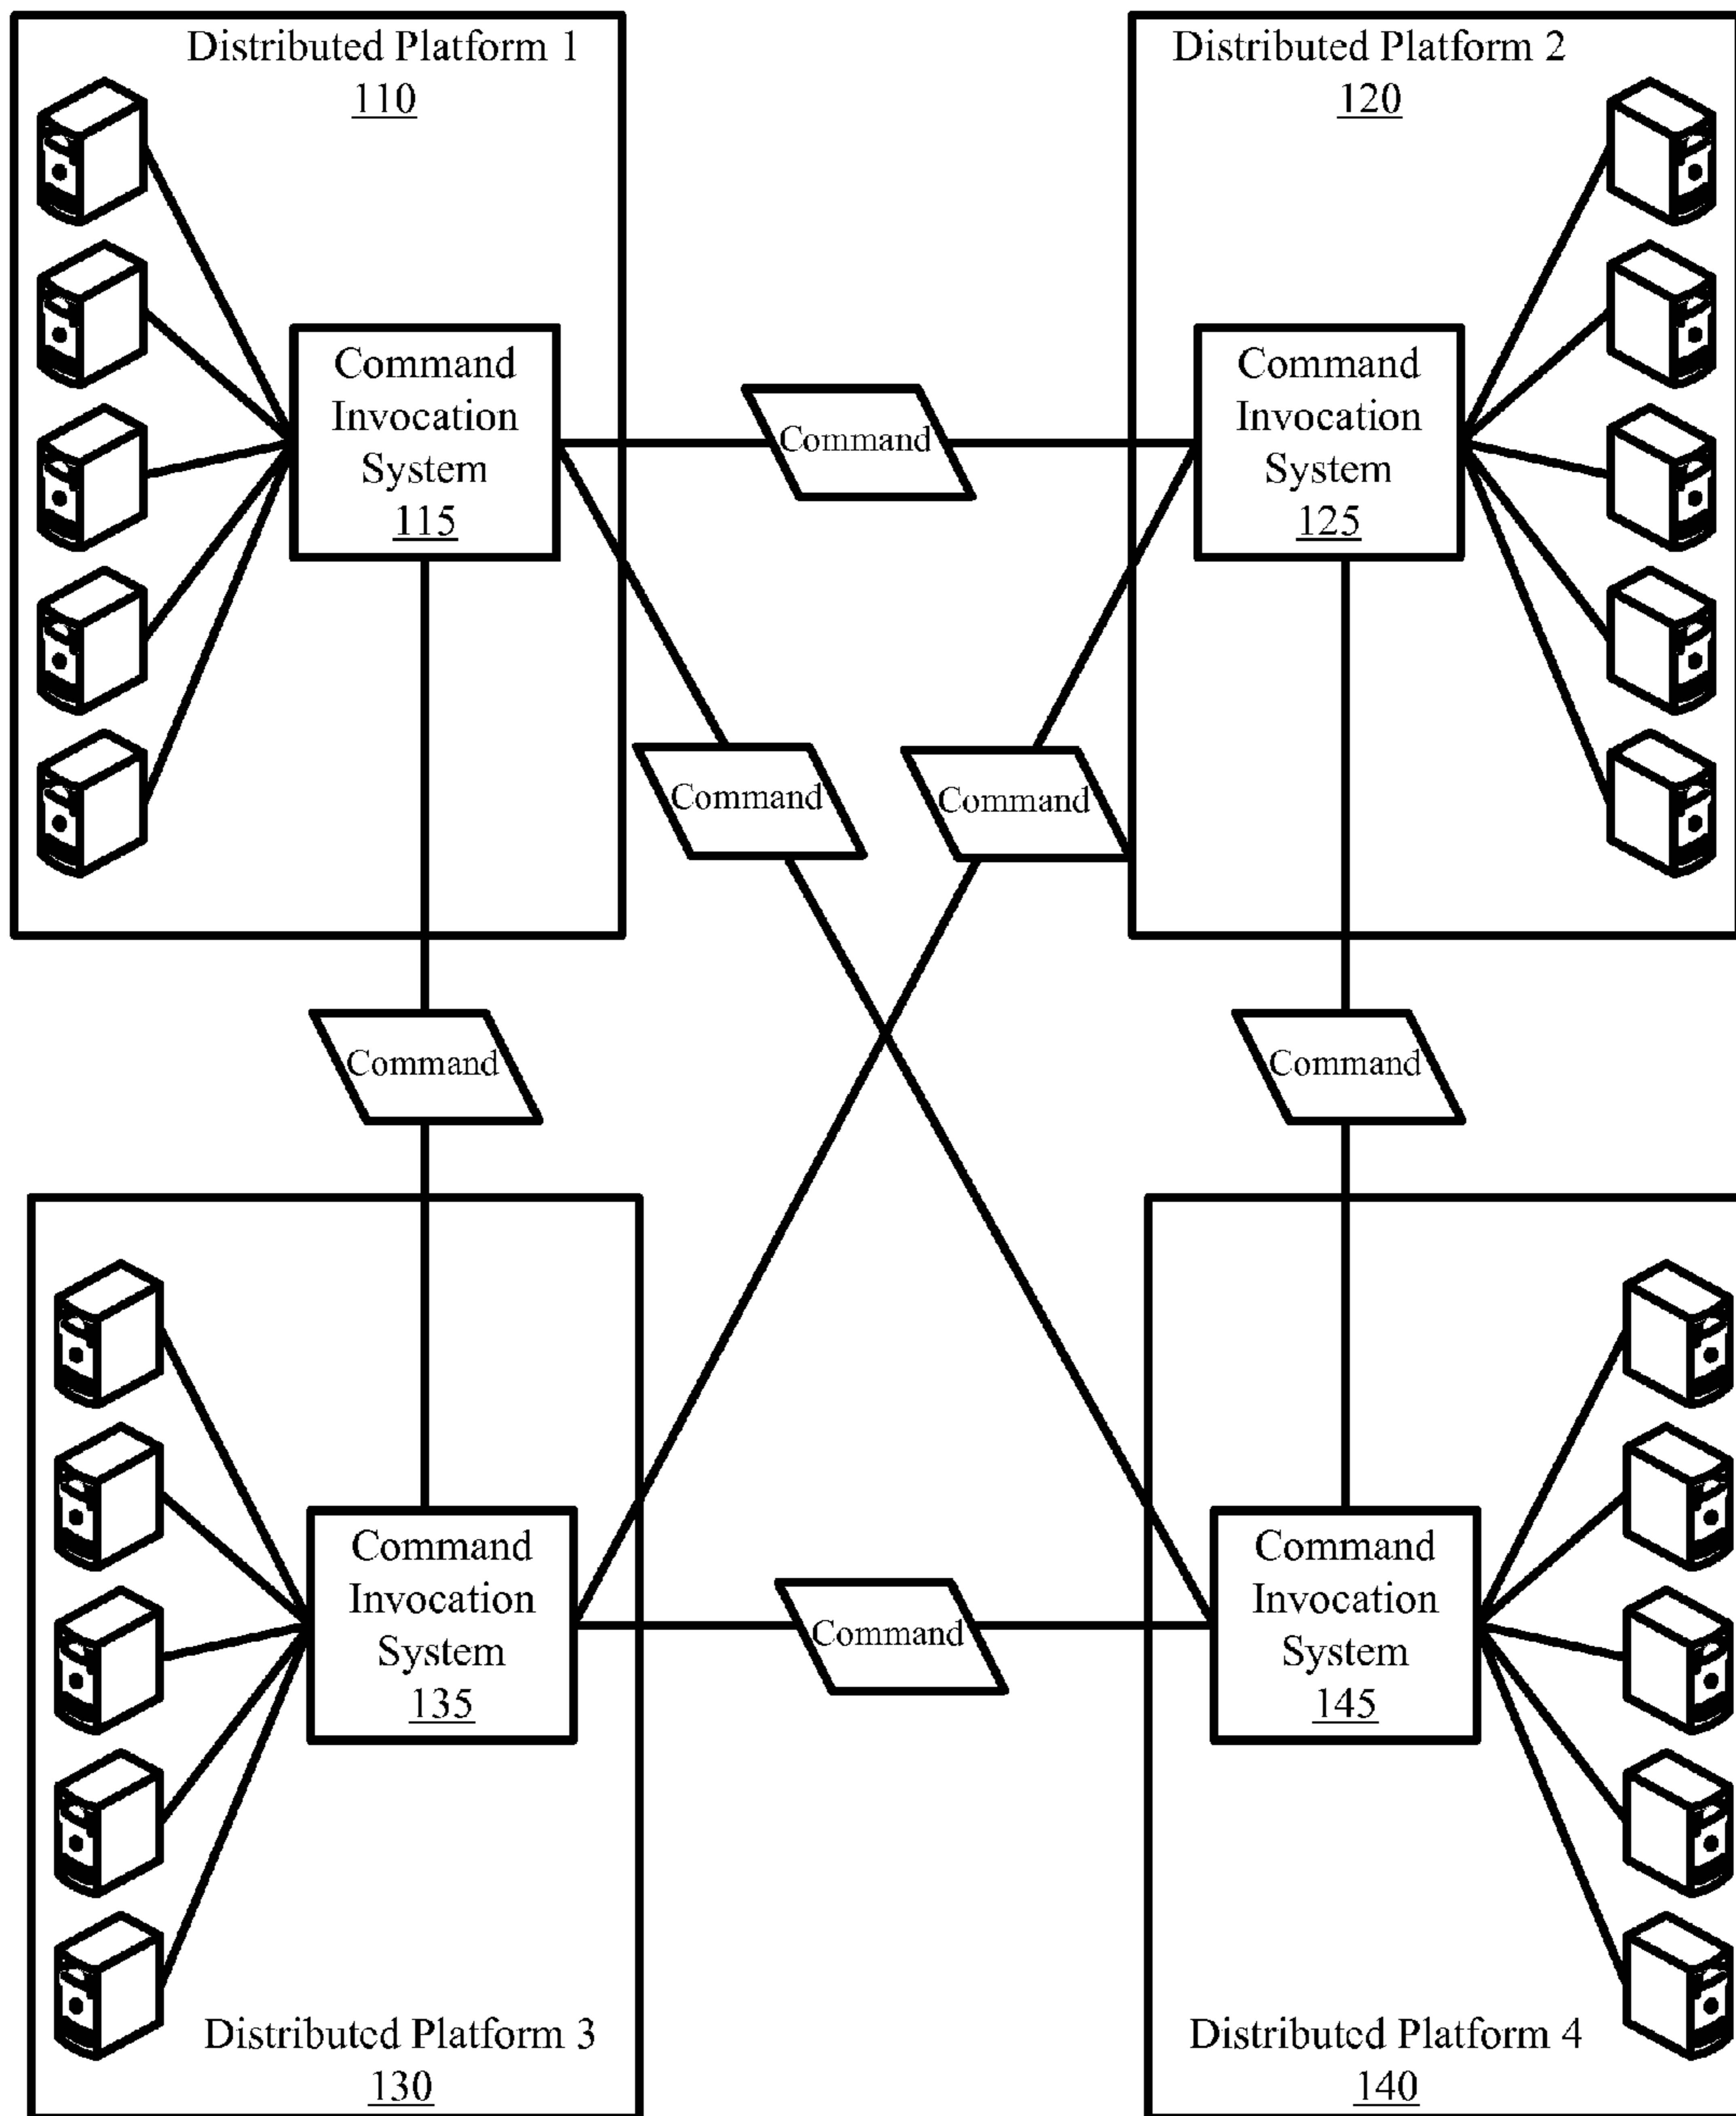 Distributed Platform 1
110
Distributed Platform 2
120
Command
Invocation
System
115
Command
Command
Invocation
System
125
Command
Command
Command
Command
Command
Invocation
System
135
Command
Command
Invocation
System
145
Distributed Platform 3
130
Distributed Platform 4
140